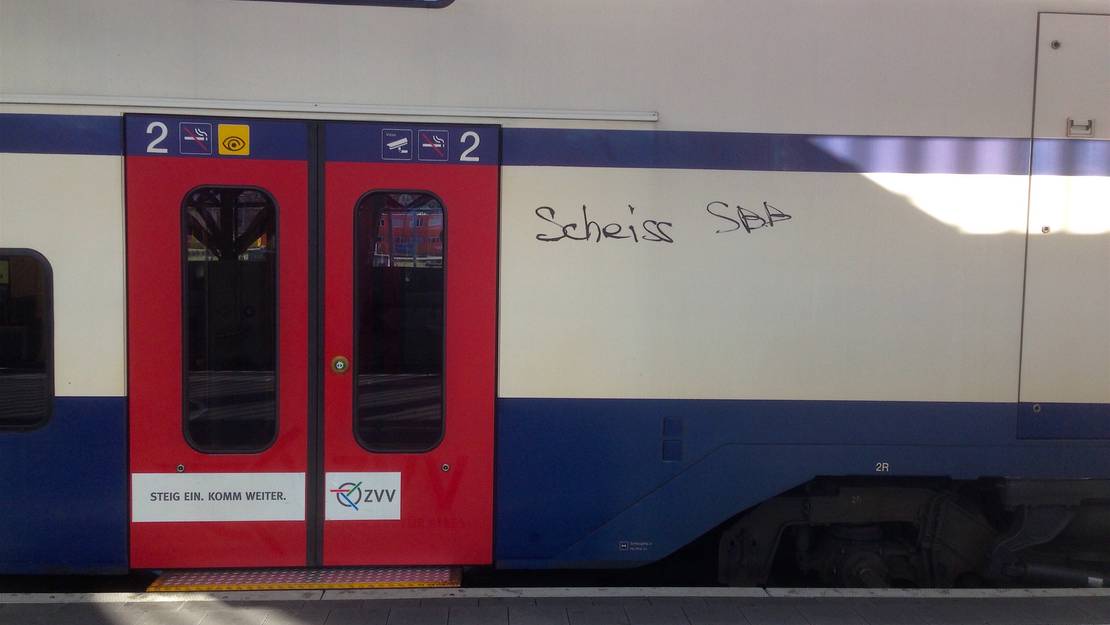 2
2
Scheiss SBB
STEIG EIN. KOMM WEITER.
ZVV
2R